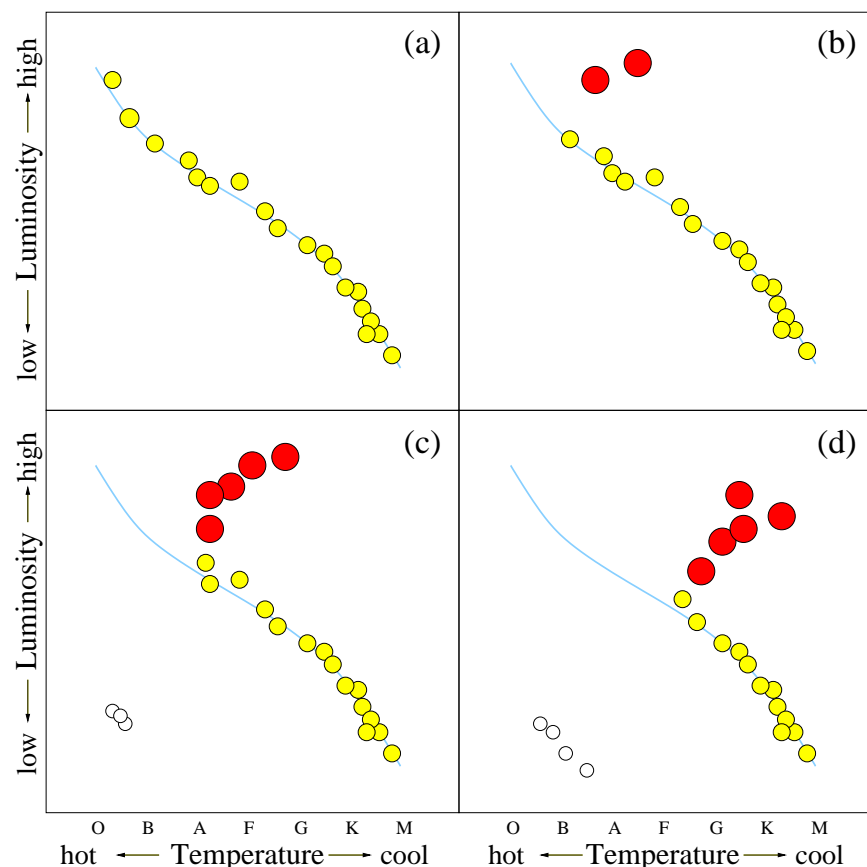 (a)
(b)
low Luminosity high
(c)
(d)
low Luminosity high
O B A F G K M
O B A F G K M
hot Temperature cool
hot Temperature cool